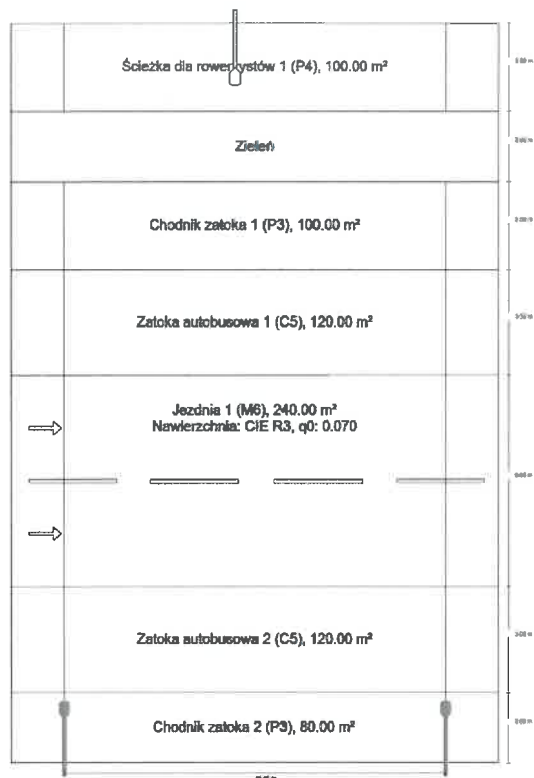 Ścieżka dla rowerzystów 1 (P4), 100.00 m²
Zieleń
Chodnik zatoka 1 (P3), 100.00 m²
Zatoka autobusowa 1 (C5), 120.00 m²
Jezdnia 1 (M6), 240.00 m²
Nawierzchnia: CIE R3, q0: 0.070
Zatoka autobusowa 2 (C5), 120.00 m²
Chodnik zatoka 2 (P3), 80.00 m²